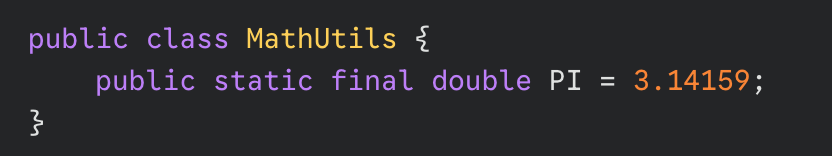 public class MathUtils {
    public static final double PI = 3.14159;
}